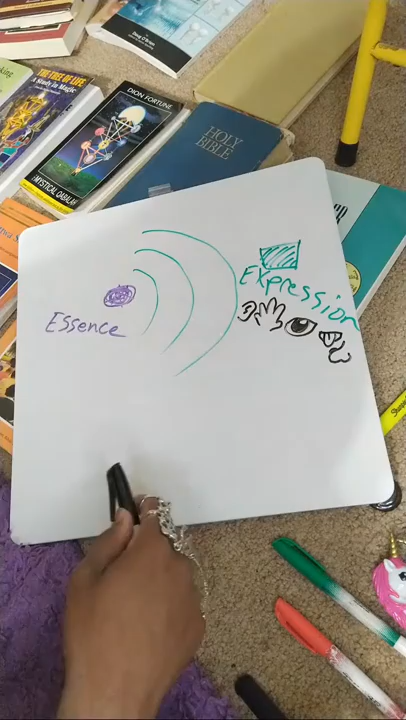 THE TREE OF LIFE
A Study in Magic
DION FORTUNE
MYSTICAL QABALAH
HOLY
BIBLE
Essence
Expression